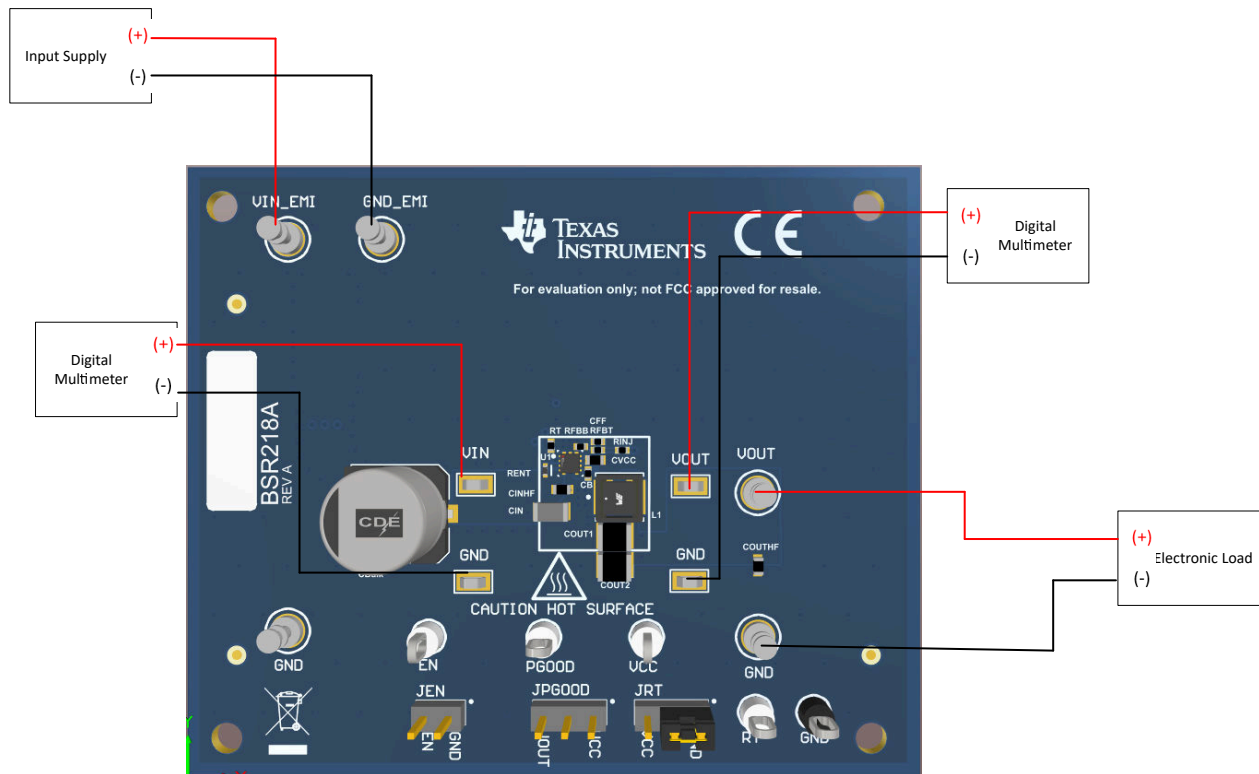 Input Supply
(+)
(-)
VIN_EMI
GND_EMI
TEXAS
INSTRUMENTS
CE
For evaluation only; not FCC approved for resale.
(+)
(-)
Digital
Multimeter
Digital
Multimeter
(+)
(-)
BSR218A
REV A
VIN
GND
CDE
CFF
RT RFBB RFBT
RINJ
U1
CVCC
RENT
CB
CINHF
CIN
L1
COUT1
COUT2
VOUT
GND
VOUT
COUTHF
(+)
(-)
Electronic Load
CAUTION HOT SURFACE
GND
EN
PGOOD
VCC
GND
JEN
JPGOOD
JRT
EN
GND
VCC
VCC
RT
GND